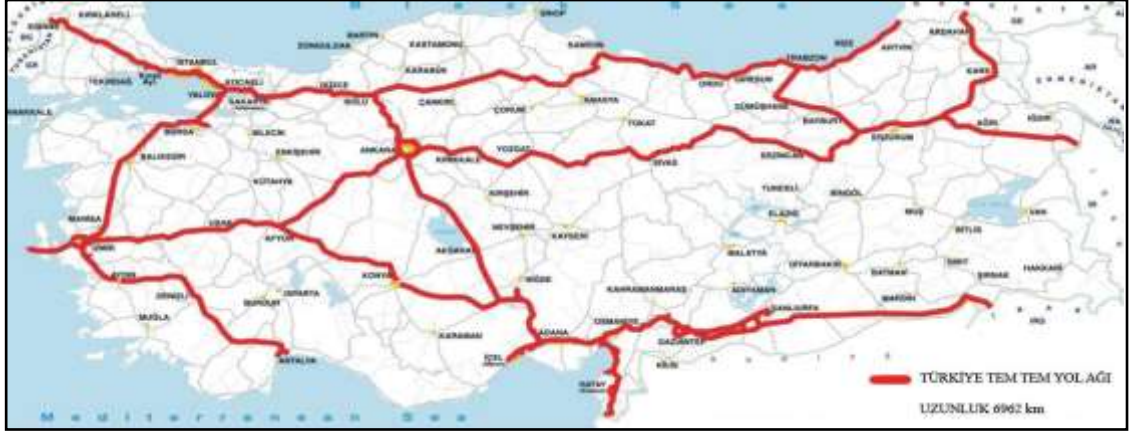 B l a c k S e a
KIRKLARELİ
EDİRNE
TEKİRDAĞ
İSTANBUL
KOCAELİ
YALOVA
SAKARYA
DÜZCE
BOLU
ZONGULDAK
BARTIN
KARABÜK
KASTAMONU
SİNOP
SAMSUN
ÇANKIRI
ÇORUM
AMASYA
TOKAT
ORDU
GİRESUN
TRABZON
RİZE
ARTVİN
ARDAHAN
KARS
IĞDIR
AĞRI
GÜMÜŞHANE
BAYBURT
ERZURUM
ERZİNCAN
SİVAS
YOZGAT
KIRIKKALE
ANKARA
ESKİŞEHİR
BİLECİK
BURSA
BALIKESİR
KÜTAHYA
MANİSA
İZMİR
UŞAK
AFYON
AYDIN
DENİZLİ
MUĞLA
BURDUR
ISPARTA
ANTALYA
KONYA
AKSARAY
KARAMAN
KIRŞEHİR
NEVŞEHİR
KAYSERİ
NİĞDE
İÇEL
ADANA
OSMANİYE
HATAY
KİLİS
GAZİANTEP
KAHRAMANMARAŞ
ADIYAMAN
ŞANLIURFA
MALATYA
ELAZIĞ
TUNCELİ
BİNGÖL
MUŞ
BİTLİS
VAN
DİYARBAKIR
BATMAN
SİİRT
ŞIRNAK
HAKKARİ
MARDİN
TÜRKİYE TEM TEM YOL AĞI
UZUNLUK 6962 km
M e d i t e r r a n e a n S e a